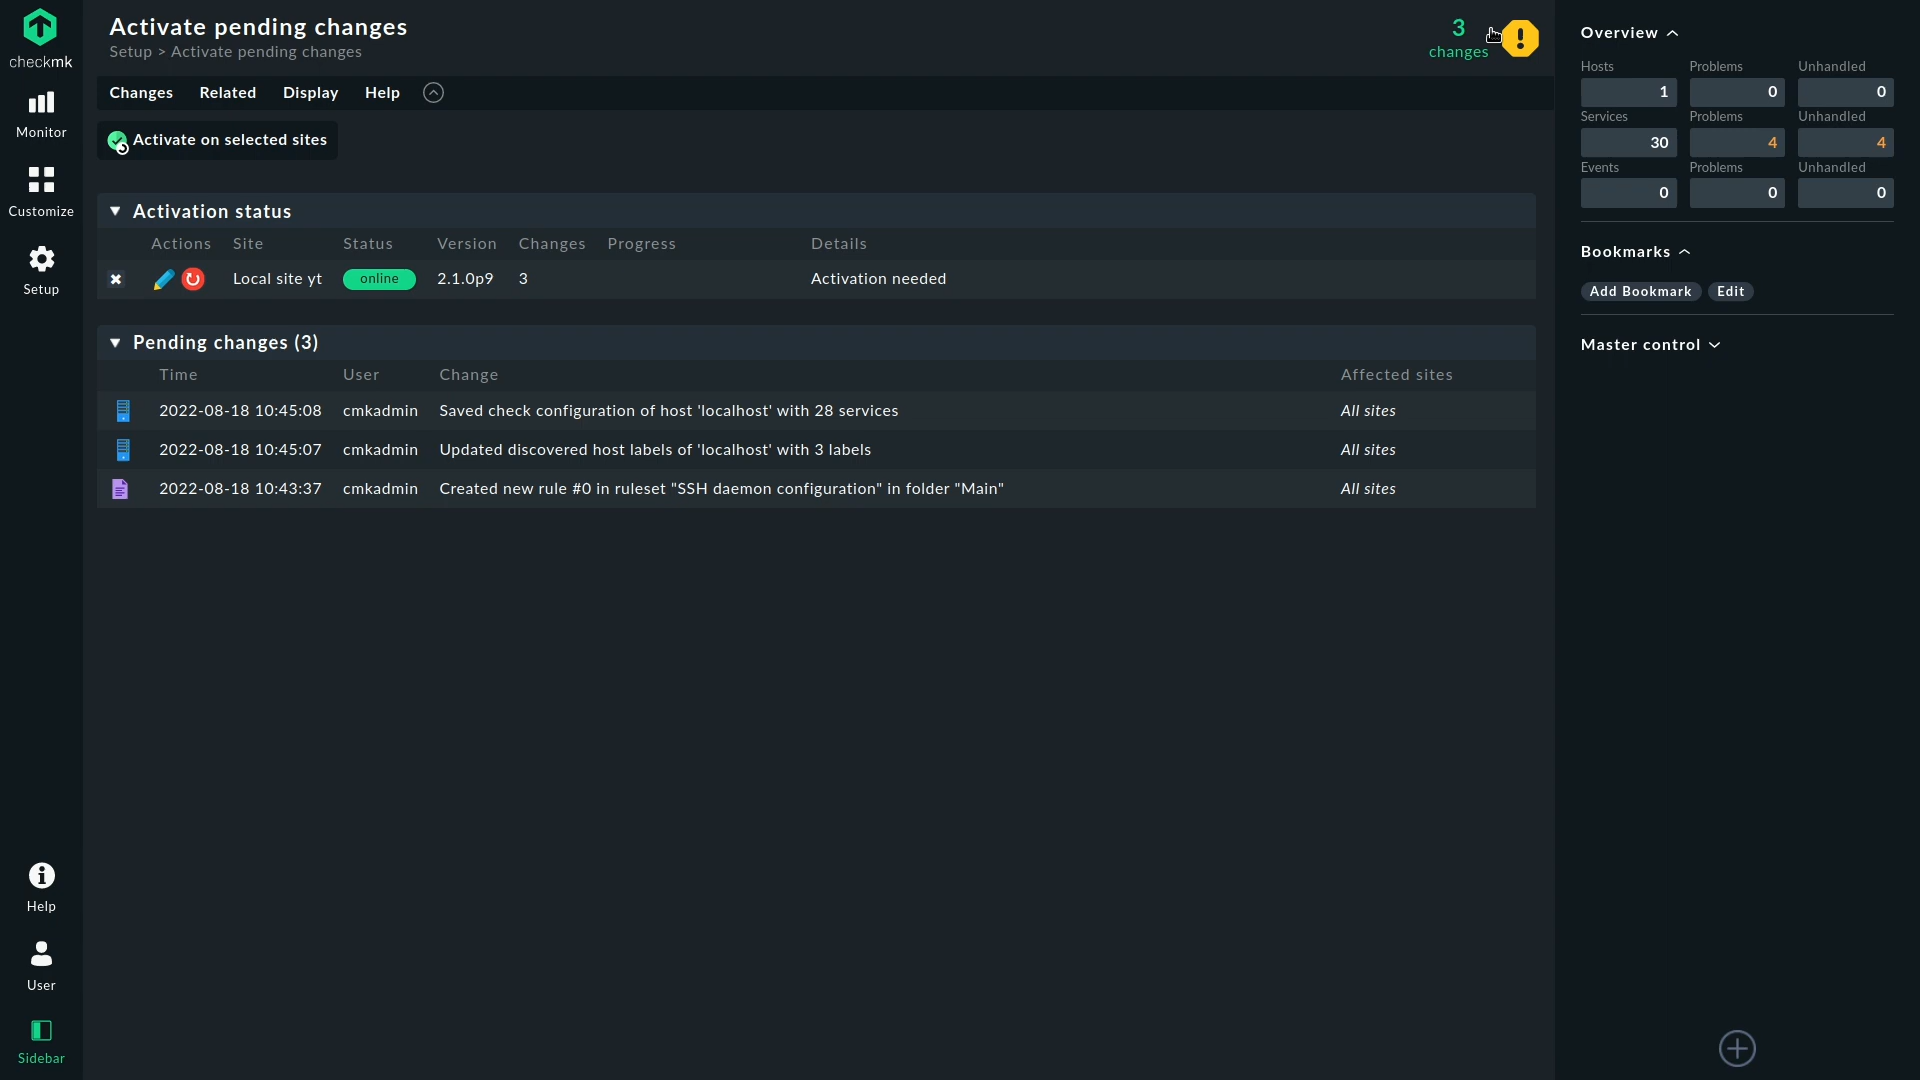 checkmk
Monitor
Customize
Setup
Help
User
Sidebar
Activate pending changes
Setup > Activate pending changes
3
changes
Changes Related Display Help
Activate on selected sites
Activation status
Actions Site Status Version Changes Progress Details
Local site yt online 2.1.0p9 3 Activation needed
Pending changes (3)
Time User Change Affected sites
2022-08-18 10:45:08 cmkadmin Saved check configuration of host 'localhost' with 28 services All sites
2022-08-18 10:45:07 cmkadmin Updated discovered host labels of 'localhost' with 3 labels All sites
2022-08-18 10:43:37 cmkadmin Created new rule #0 in ruleset "SSH daemon configuration" in folder "Main" All sites
Overview
Hosts Problems Unhandled
1 0 0
Services Problems Unhandled
30 4 4
Events Problems Unhandled
0 0 0
Bookmarks
Add Bookmark Edit
Master control